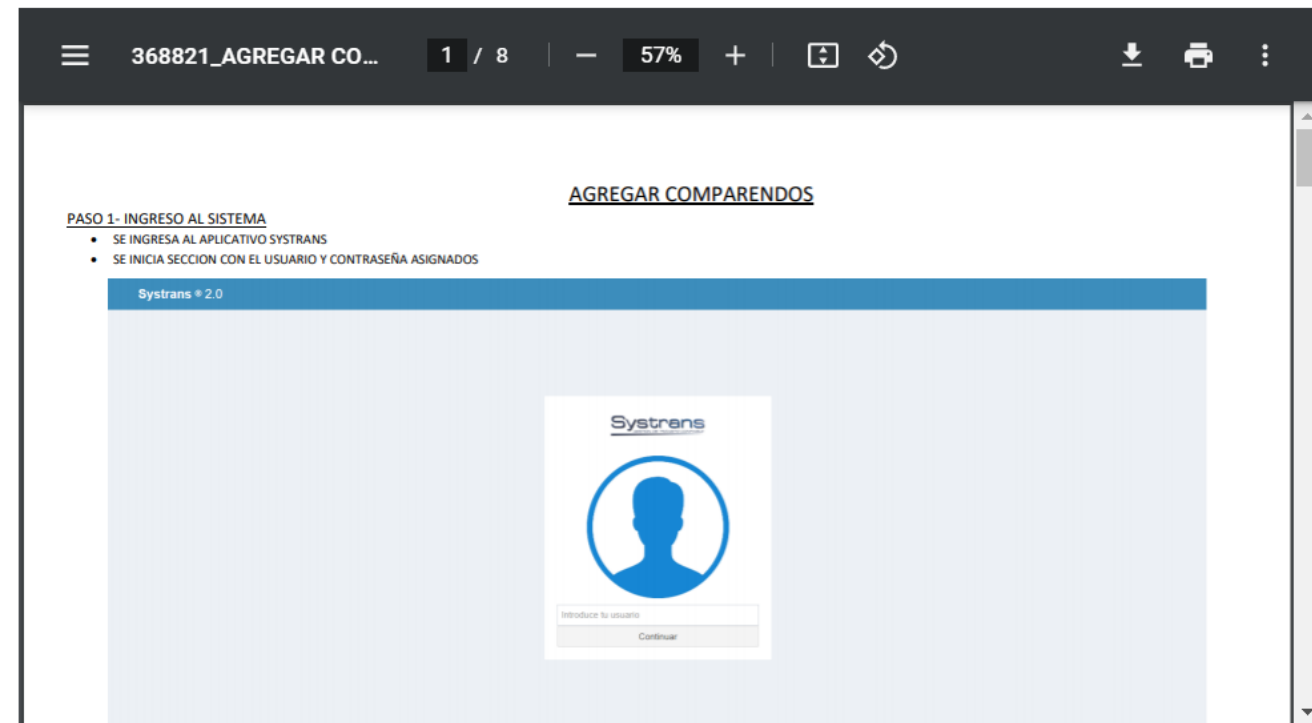 368821_AGREGAR CO... 1 / 8 57%
AGREGAR COMPARENDOS
PASO 1- INGRESO AL SISTEMA
• SE INGRESA AL APLICATIVO SYSTRANS
• SE INICIA SECCION CON EL USUARIO Y CONTRASEÑA ASIGNADOS
Systrans ® 2.0
Systrans
Introduce tu usuario
Continuar